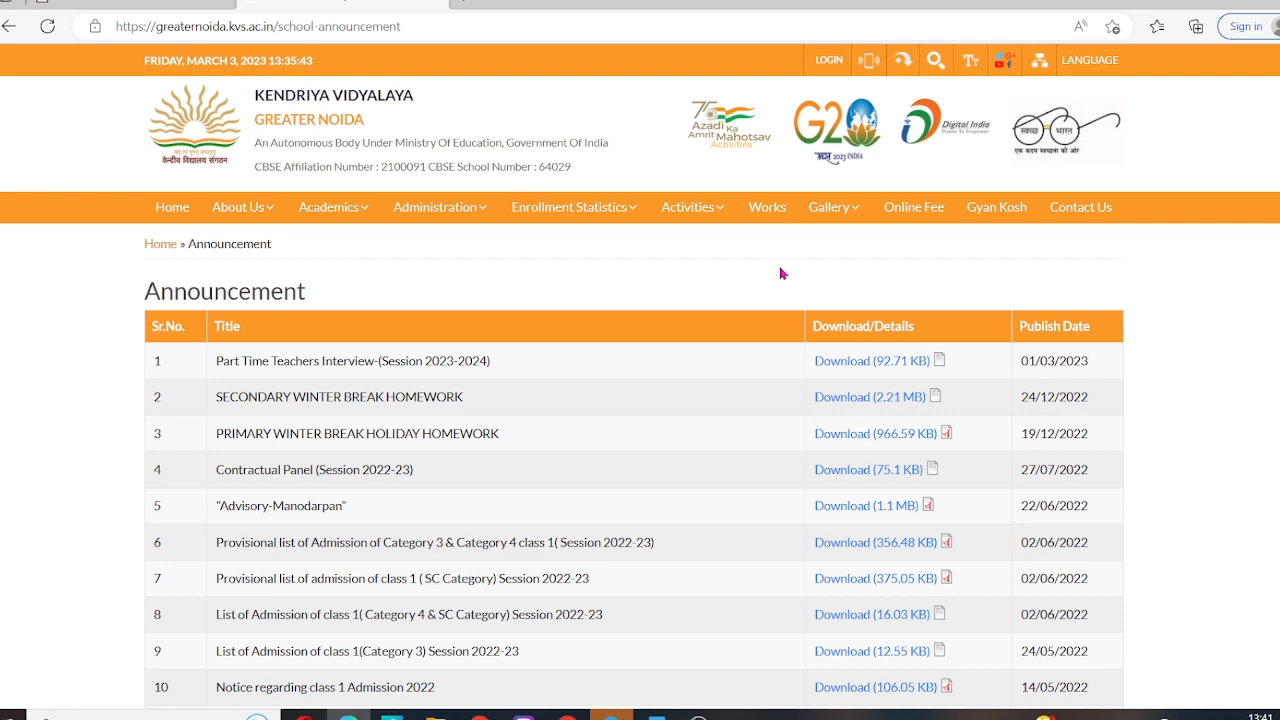 https://greaternoida.kvs.ac.in/school-announcement
Sign in
FRIDAY, MARCH 3, 2023 13:35:43
LOGIN
LANGUAGE
KENDRIYA VIDYALAYA
GREATER NOIDA
An Autonomous Body Under Ministry Of Education, Government Of India
CBSE Affiliation Number : 2100091 CBSE School Number : 64029
केन्द्रीय विद्यालय संगठन
75
Azadi Ka
Amrit Mahotsav
Activities
G20
भारत 2023 INDIA
Digital India
Power To Empower
स्वच्छ भारत
एक कदम स्वच्छता की ओर
Home About Us Academics Administration Enrollment Statistics Activities Works Gallery Online Fee Gyan Kosh Contact Us
Home » Announcement
Announcement
Sr.No. Title Download/Details Publish Date
1 Part Time Teachers Interview-(Session 2023-2024) Download (92.71 KB) 01/03/2023
2 SECONDARY WINTER BREAK HOMEWORK Download (2.21 MB) 24/12/2022
3 PRIMARY WINTER BREAK HOLIDAY HOMEWORK Download (966.59 KB) 19/12/2022
4 Contractual Panel (Session 2022-23) Download (75.1 KB) 27/07/2022
5 "Advisory-Manodarpan" Download (1.1 MB) 22/06/2022
6 Provisional list of Admission of Category 3 & Category 4 class 1( Session 2022-23) Download (356.48 KB) 02/06/2022
7 Provisional list of admission of class 1 ( SC Category) Session 2022-23 Download (375.05 KB) 02/06/2022
8 List of Admission of class 1( Category 4 & SC Category) Session 2022-23 Download (16.03 KB) 02/06/2022
9 List of Admission of class 1(Category 3) Session 2022-23 Download (12.55 KB) 24/05/2022
10 Notice regarding class 1 Admission 2022 Download (106.05 KB) 14/05/2022
13:41